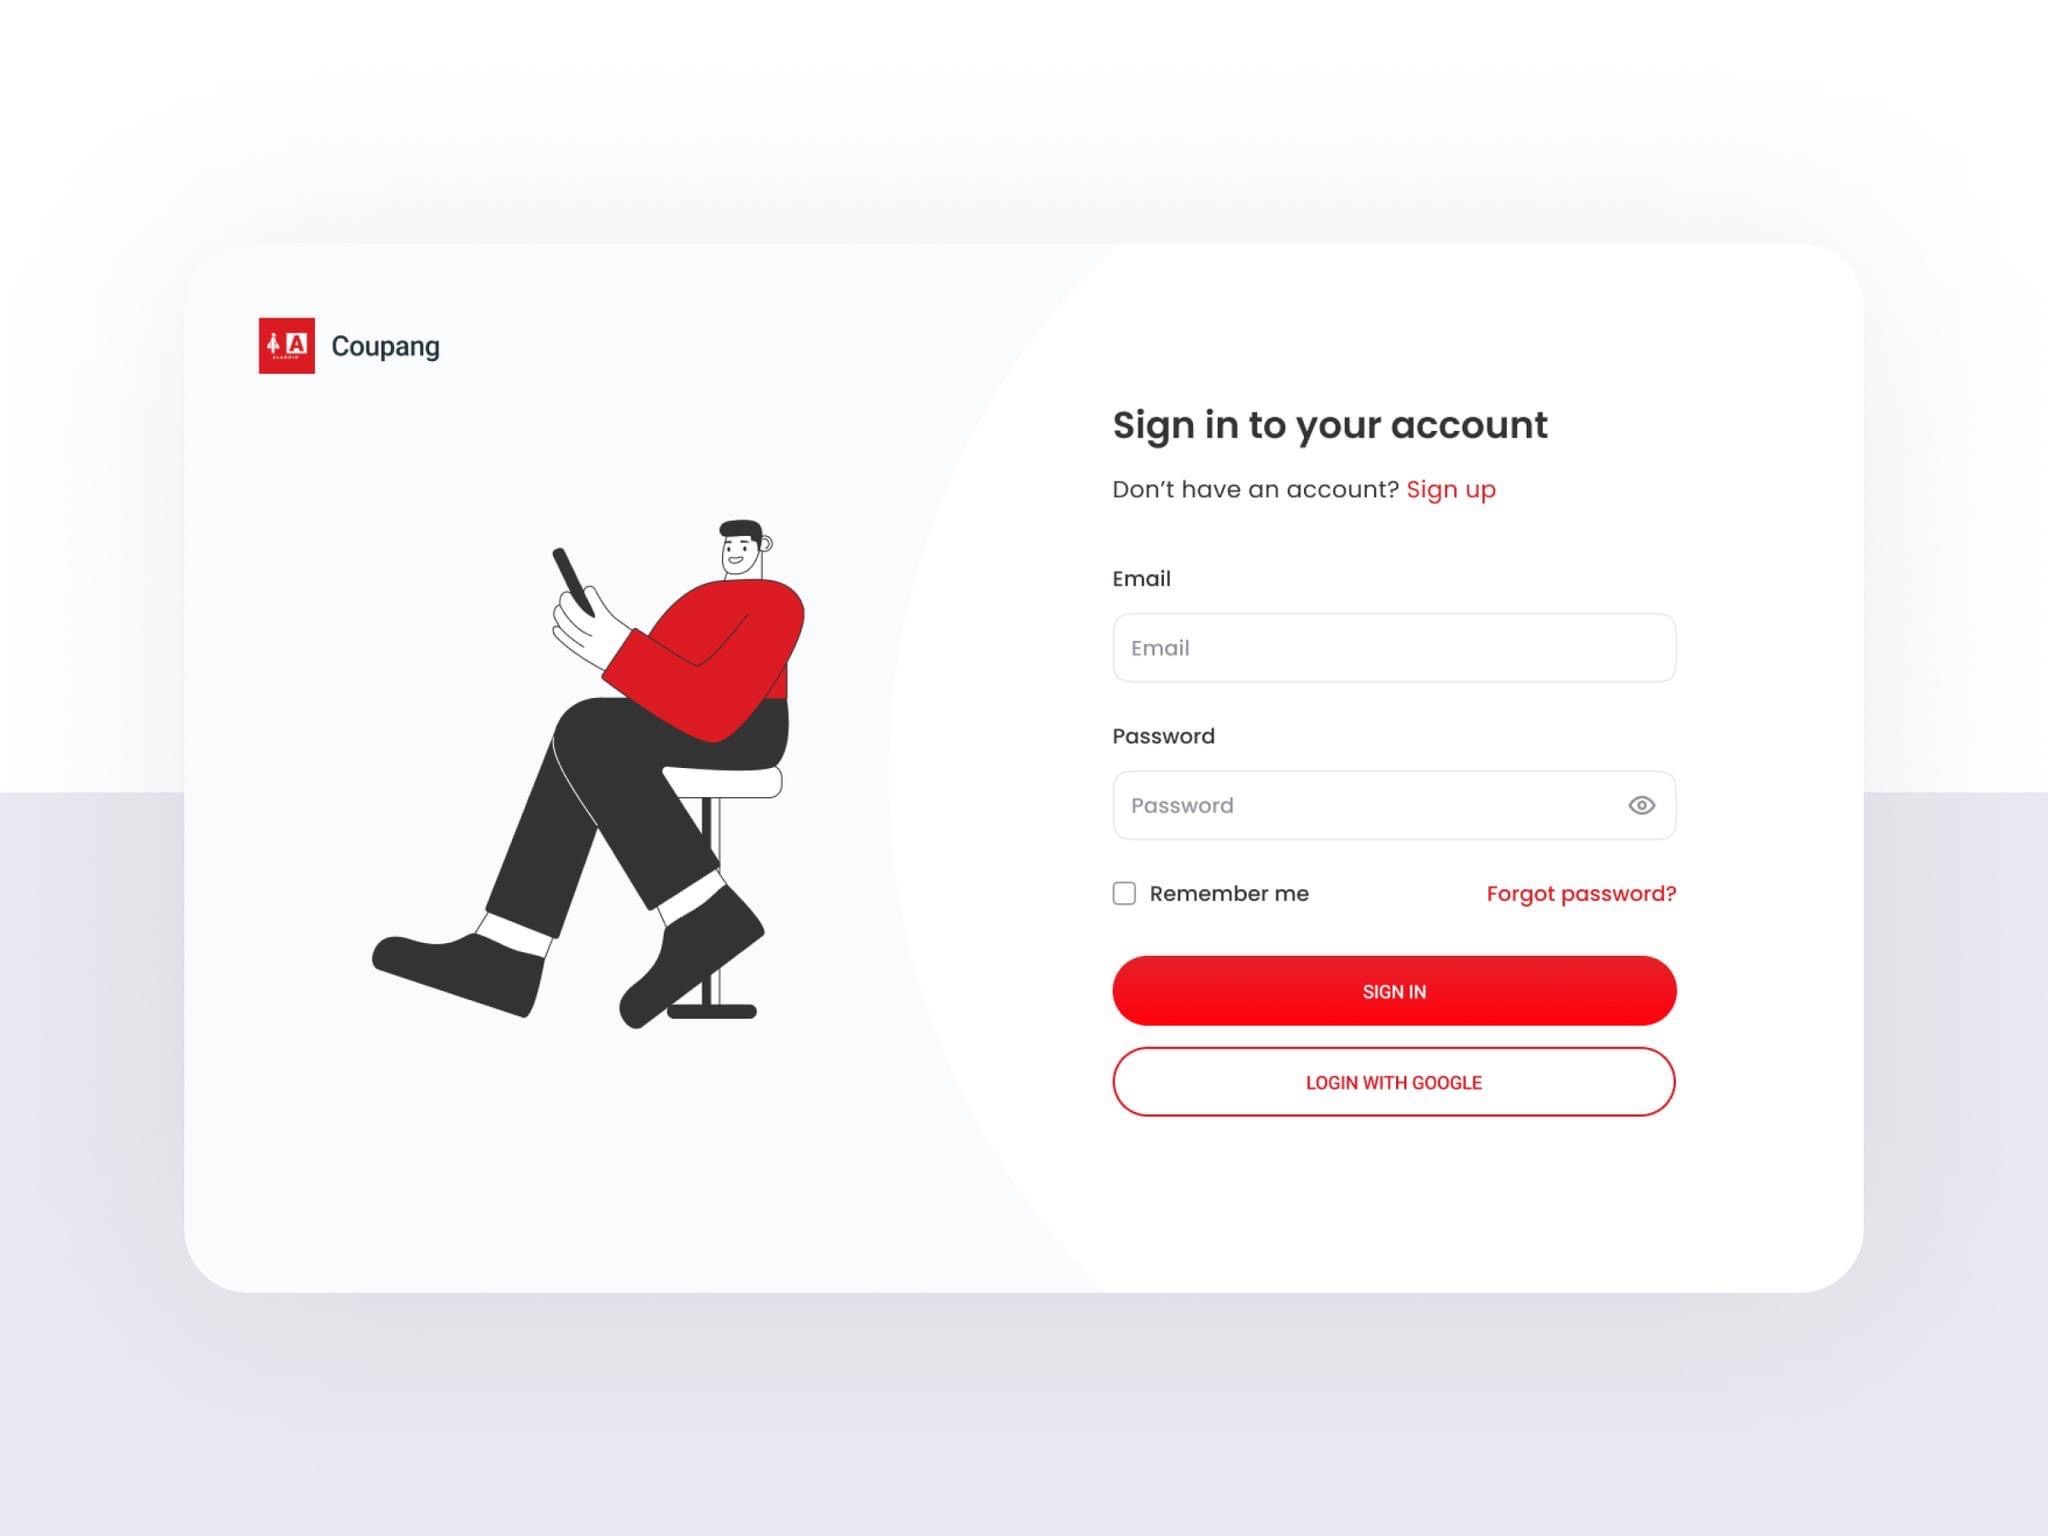 A
Coupang
Sign in to your account
Don’t have an account? Sign up
Email
Email
Password
Password
Remember me
Forgot password?
SIGN IN
LOGIN WITH GOOGLE